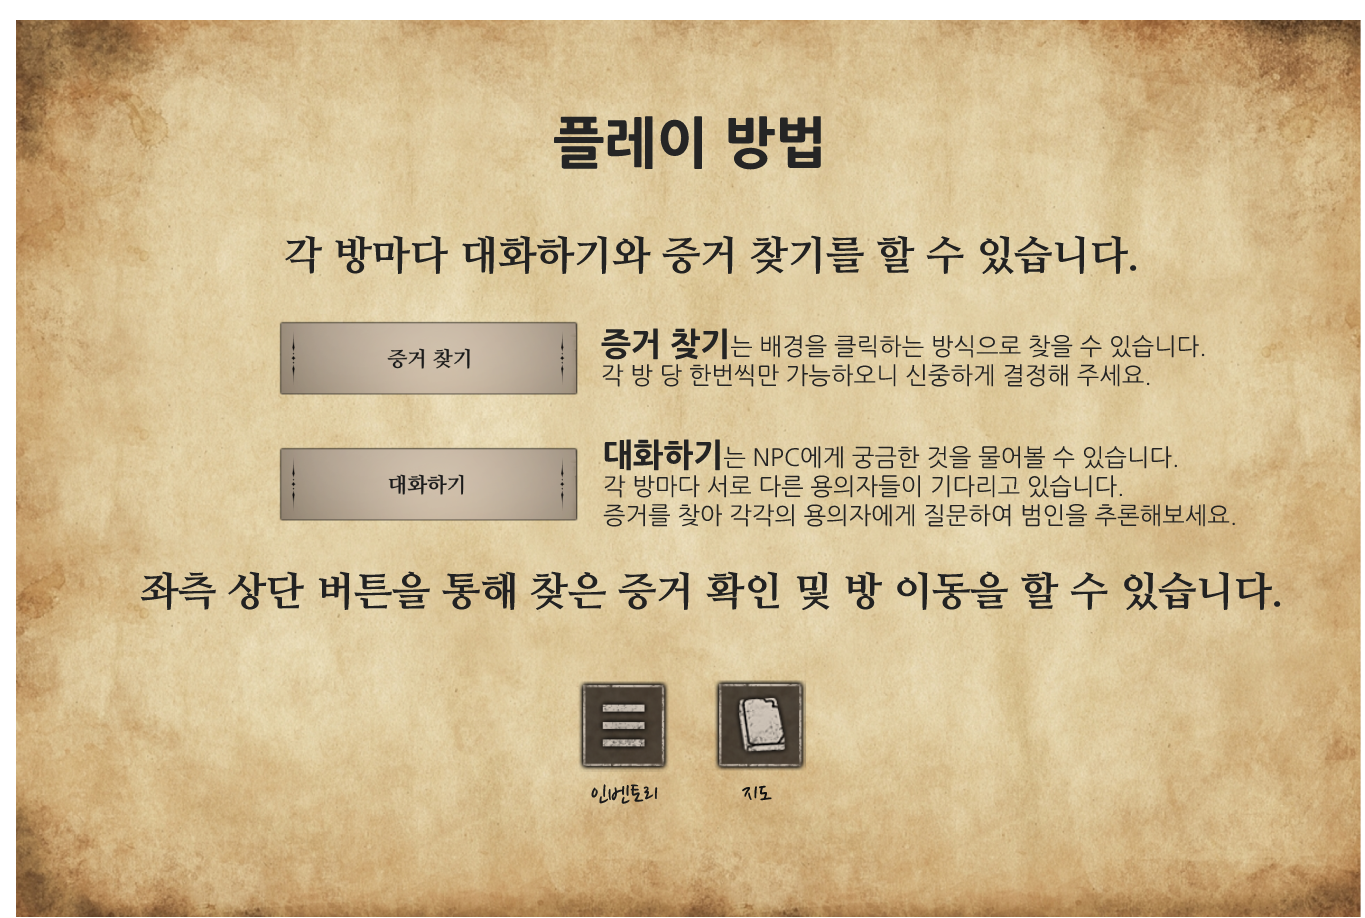 플레이 방법
각 방마다 대화하기와 증거 찾기를 할 수 있습니다.
증거 찾기
증거 찾기는 배경을 클릭하는 방식으로 찾을 수 있습니다.
각 방 당 한번씩만 가능하오니 신중하게 결정해 주세요.
대화하기
대화하기는 NPC에게 궁금한 것을 물어볼 수 있습니다.
각 방마다 서로 다른 용의자들이 기다리고 있습니다.
증거를 찾아 각각의 용의자에게 질문하여 범인을 추론해보세요.
좌측 상단 버튼을 통해 찾은 증거 확인 및 방 이동을 할 수 있습니다.
인벤토리
지도